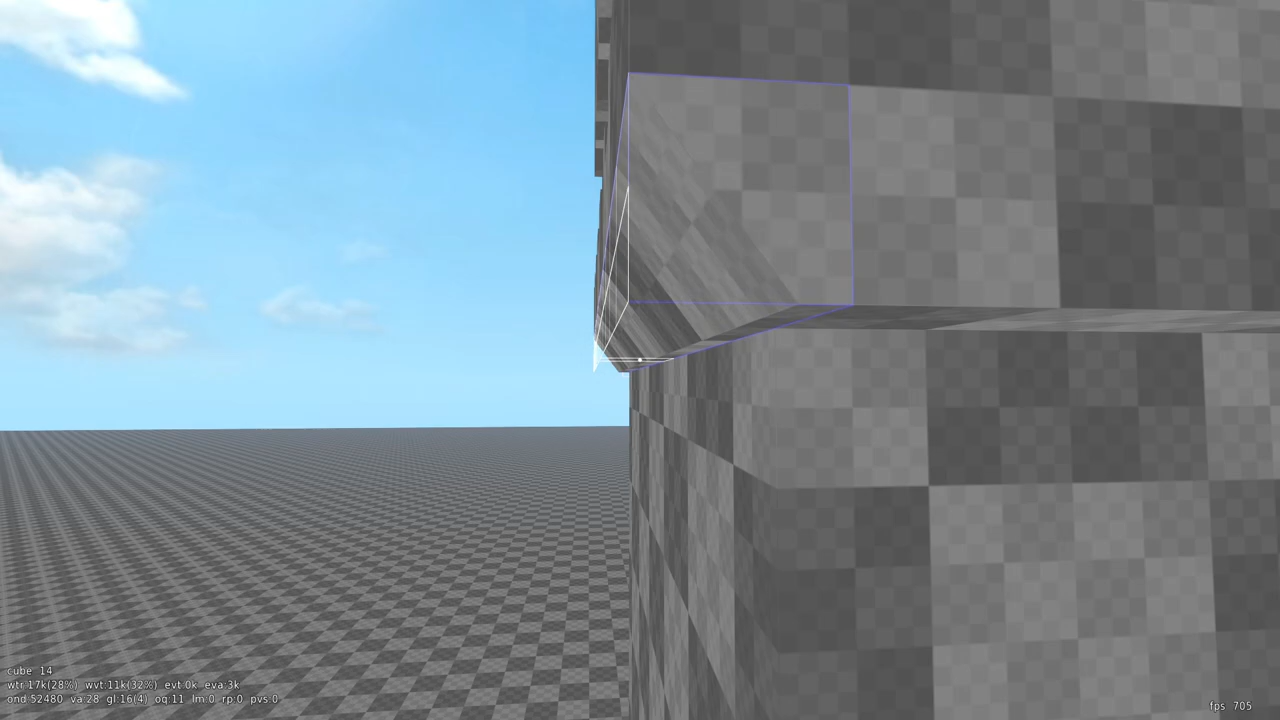 cube 14
wtr:17k(28%) wvt:11k(32%) evt:0k eva:3k
ond:52480 va:28 gl:16(4) oq:11 lm:0 rp:0 pvs:0
fps 705